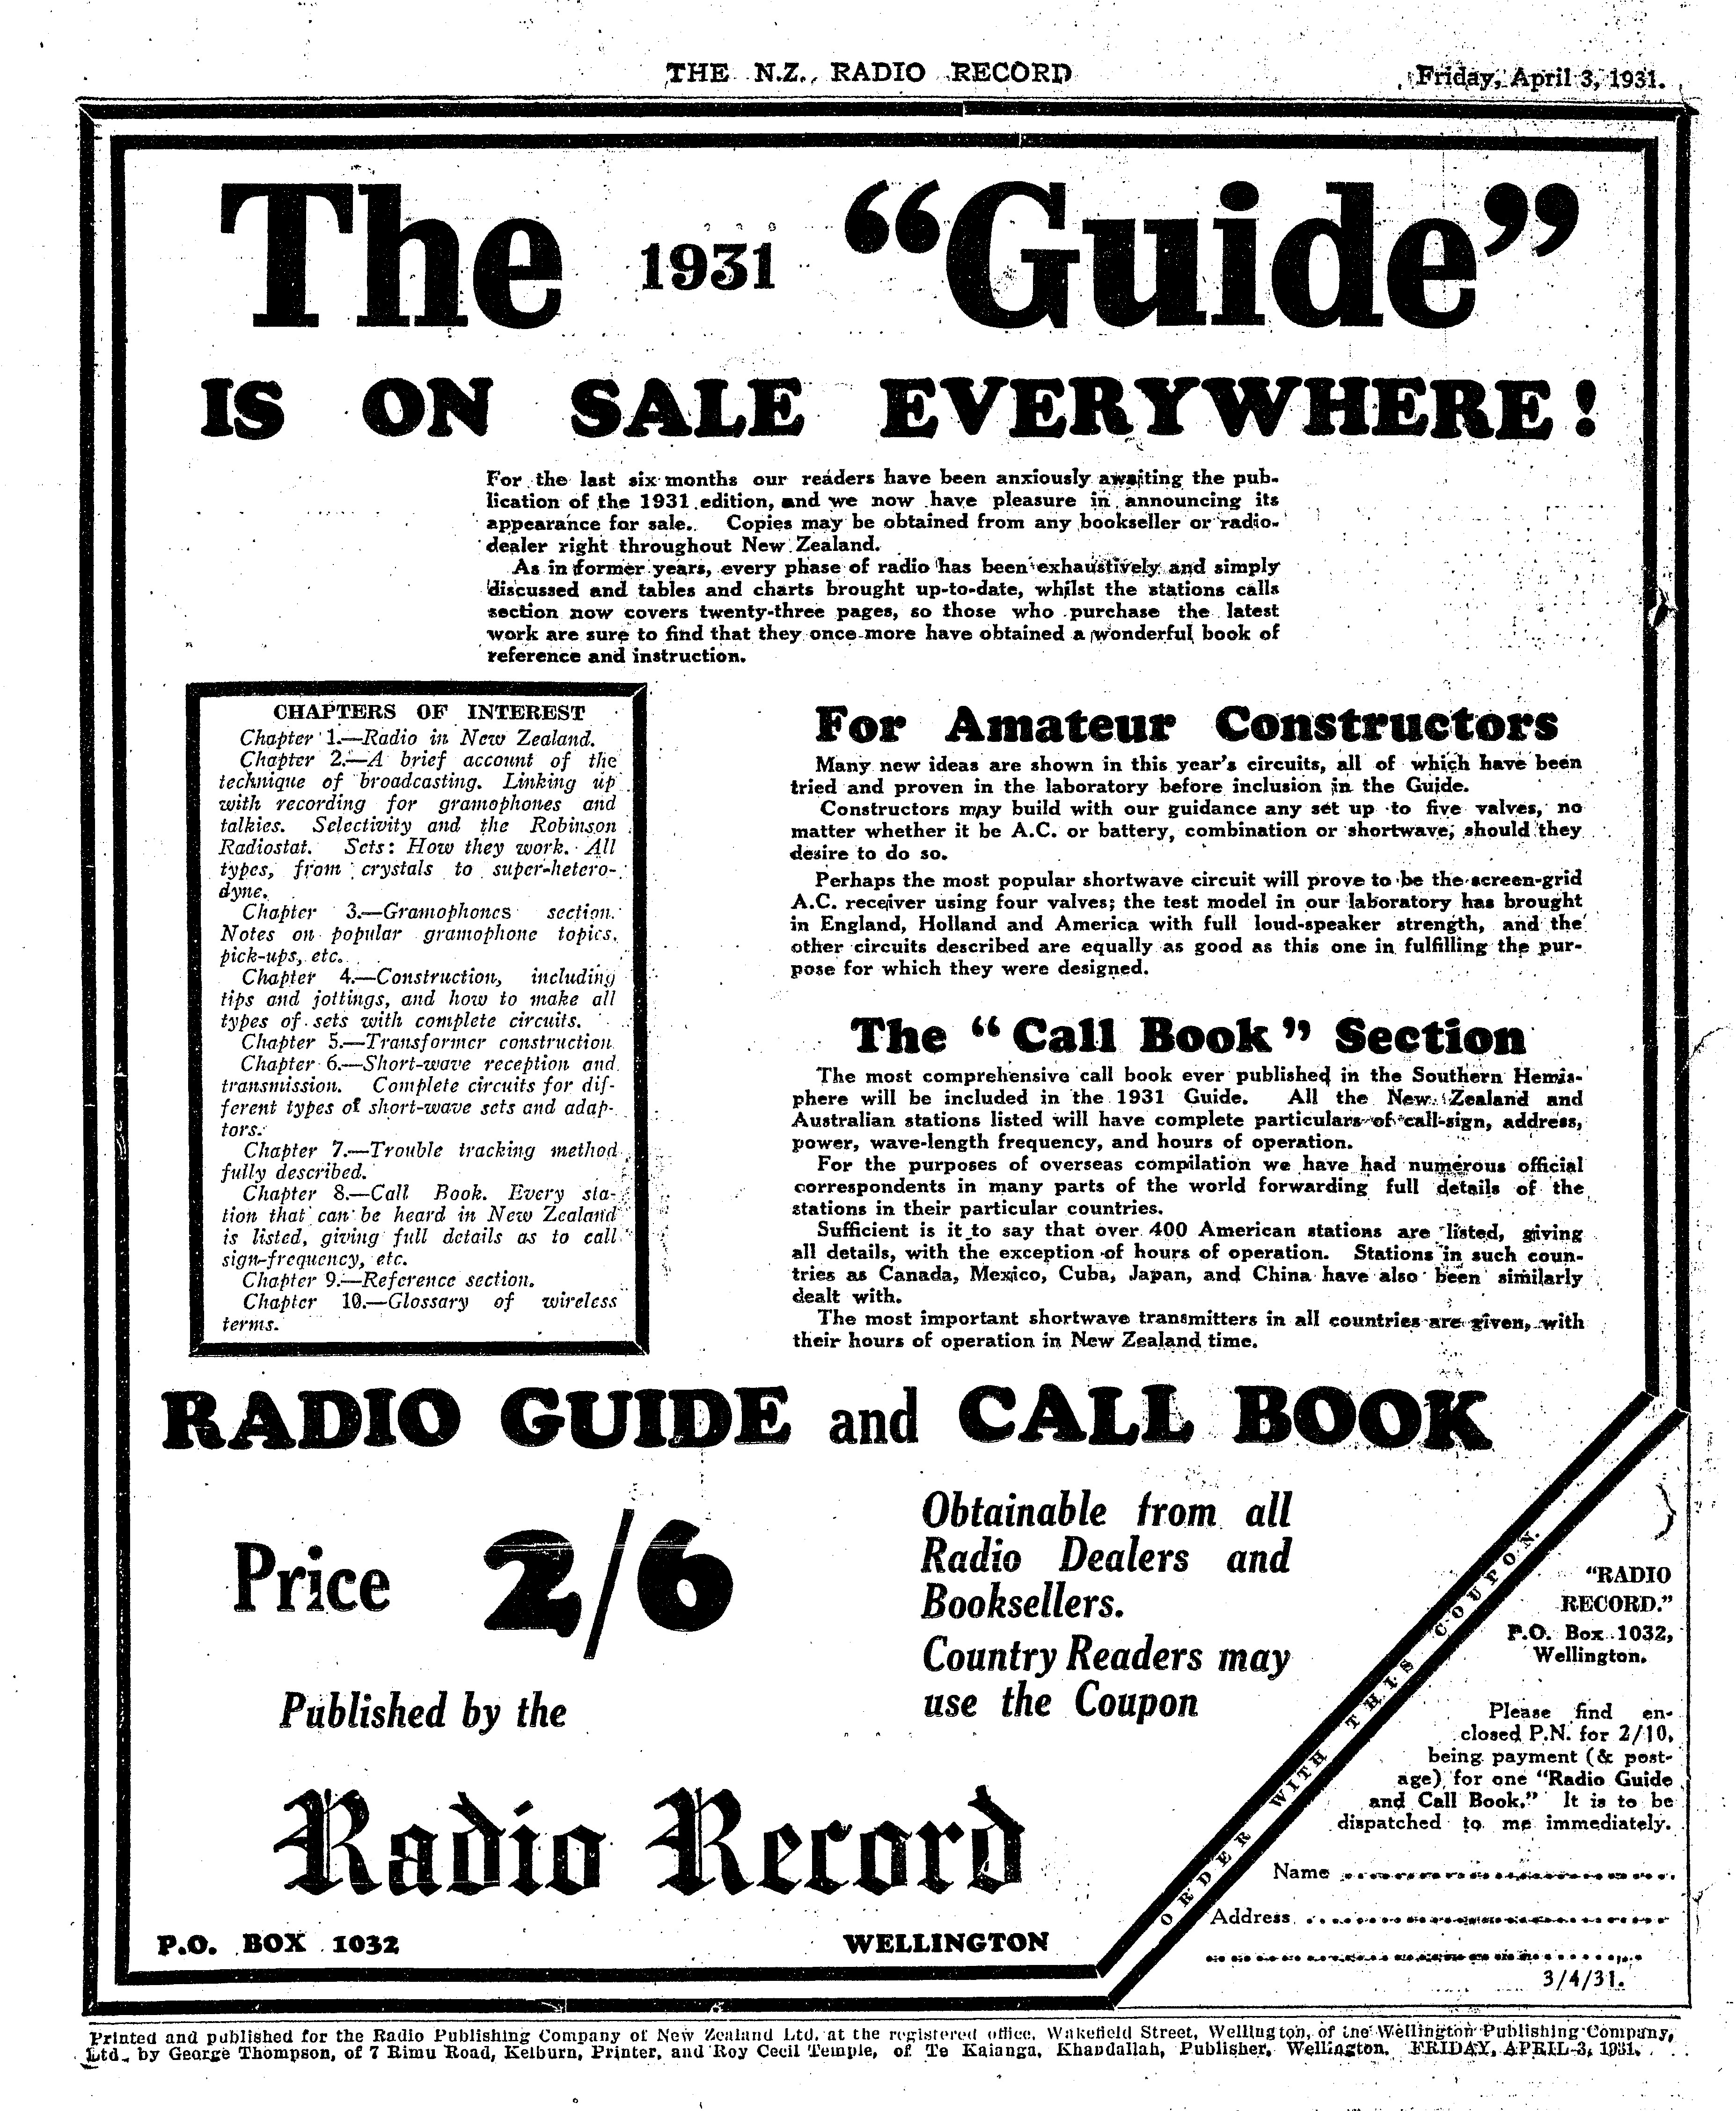 THE N.Z. RADIO RECORD
Friday, April 3, 1931.
The 1931 “Guide”
IS ON SALE EVERYWHERE!
For the last six months our readers have been anxiously awaiting the pub-
lication of the 1931 edition, and we now have pleasure in announcing its
appearance for sale. Copies may be obtained from any bookseller or radio-
dealer right throughout New Zealand.
As in former years, every phase of radio has been exhaustively and simply
discussed and tables and charts brought up-to-date, whilst the stations calls
section now covers twenty-three pages, so those who purchase the latest
work are sure to find that they once more have obtained a wonderful book of
reference and instruction.
CHAPTERS OF INTEREST
Chapter 1.—Radio in New Zealand.
Chapter 2.—A brief account of the
technique of broadcasting. Linking up
with recording for gramophones and
talkies. Selectivity and the Robinson
Radiostat. Sets: How they work. All
types, from crystals to super-hetero-
dyne.
Chapter 3.—Gramophones section.
Notes on popular gramophone topics,
pick-ups, etc.
Chapter 4.—Construction, including
tips and jottings, and how to make all
types of sets with complete circuits.
Chapter 5.—Transformer construction
Chapter 6.—Short-wave reception and
transmission. Complete circuits for dif-
ferent types of short-wave sets and adap-
tors.
Chapter 7.—Trouble tracking method
fully described.
Chapter 8.—Call Book. Every sta-
tion that can be heard in New Zealand
is listed, giving full details as to call
sign-frequency, etc.
Chapter 9.—Reference section.
Chapter 10.—Glossary of wireless
terms.
For Amateur Constructors
Many new ideas are shown in this year's circuits, all of which have been
tried and proven in the laboratory before inclusion in the Guide.
Constructors may build with our guidance any set up to five valves, no
matter whether it be A.C. or battery, combination or shortwave, should they
desire to do so.
Perhaps the most popular shortwave circuit will prove to be the screen-grid
A.C. receiver using four valves; the test model in our laboratory has brought
in England, Holland and America with full loud-speaker strength, and the
other circuits described are equally as good as this one in fulfilling the pur-
pose for which they were designed.
The “Call Book” Section
The most comprehensive call book ever published in the Southern Hemis-
phere will be included in the 1931 Guide. All the New Zealand and
Australian stations listed will have complete particulars of call-sign, address,
power, wave-length frequency, and hours of operation.
For the purposes of overseas compilation we have had numerous official
correspondents in many parts of the world forwarding full details of the
stations in their particular countries.
Sufficient is it to say that over 400 American stations are listed, giving
all details, with the exception of hours of operation. Stations in such coun-
tries as Canada, Mexico, Cuba, Japan, and China have also been similarly
dealt with.
The most important shortwave transmitters in all countries are given, with
their hours of operation in New Zealand time.
RADIO GUIDE and CALL BOOK
Price 2/6
Obtainable from all
Radio Dealers and
Booksellers.
Country Readers may
use the Coupon
Published by the
Radio Record
P.O. BOX 1032 WELLINGTON
ORDER WITH THIS COUPON.
“RADIO
RECORD.”
P.O. Box 1032,
Wellington.
Please find en-
closed P.N. for 2/10,
being payment (& post-
age) for one “Radio Guide
and Call Book.” It is to be
dispatched to me immediately.
Name
Address
3/4/31.
Printed and published for the Radio Publishing Company of New Zealand Ltd. at the registered office, Wakefield Street, Wellington, of the Wellington Publishing Company,
Ltd., by George Thompson, of 7 Rimu Road, Kelburn, Printer, and Roy Cecil Temple, of Te Kainga, Khandallah, Publisher, Wellington. FRIDAY, APRIL 3, 1931.